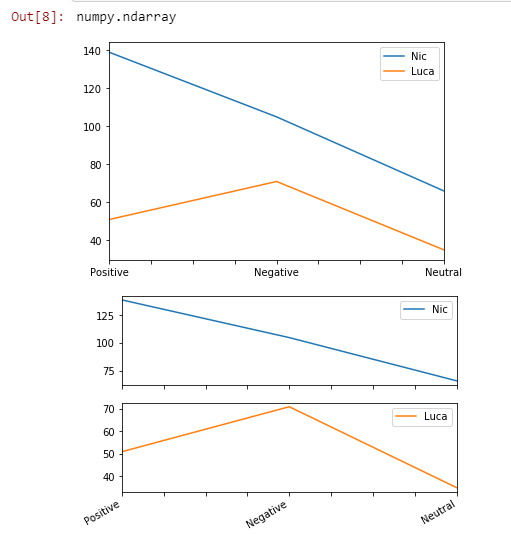 Out[8]: numpy.ndarray
140
120
100
80
60
40
Nic
Luca
Positive Negative Neutral
125
100
75
Nic
70
60
50
40
Luca
Positive Negative Neutral